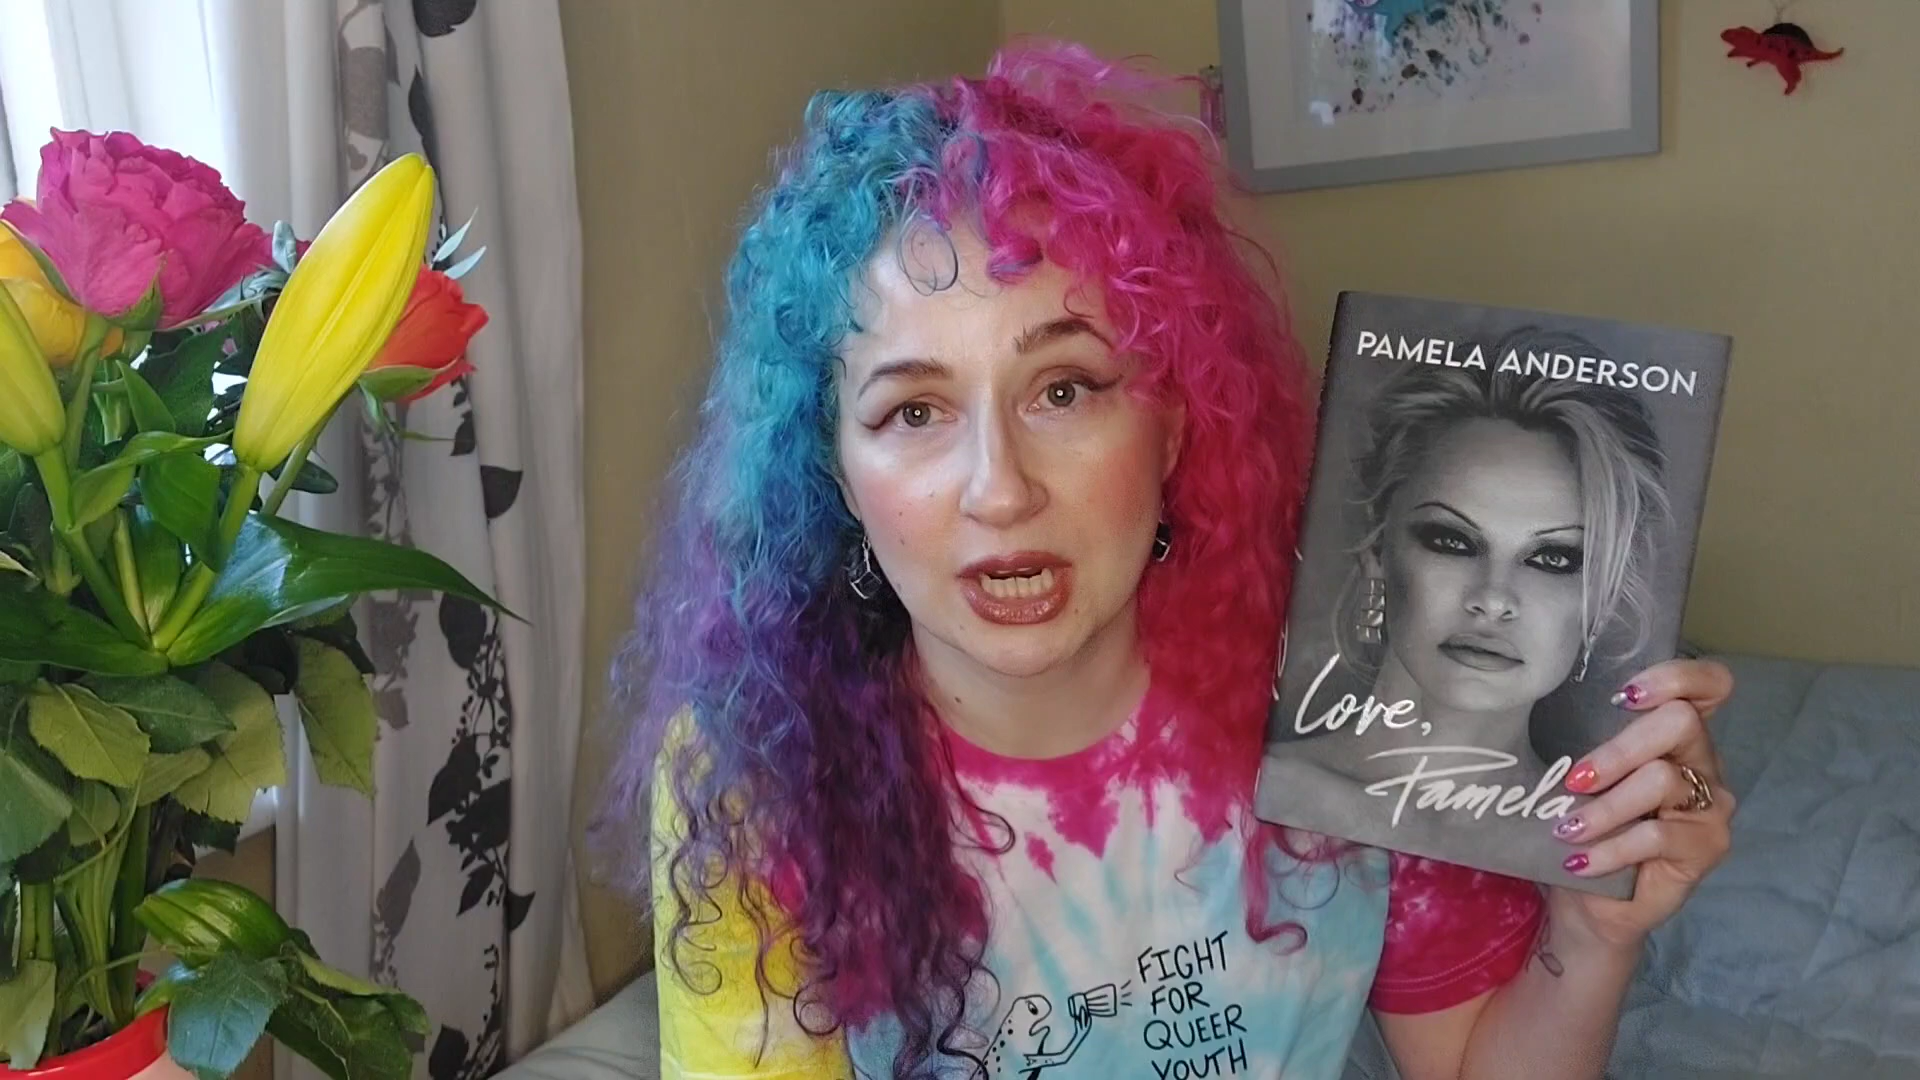 PAMELA ANDERSON
Love,
Pamela
FIGHT
FOR
QUEER
YOUTH